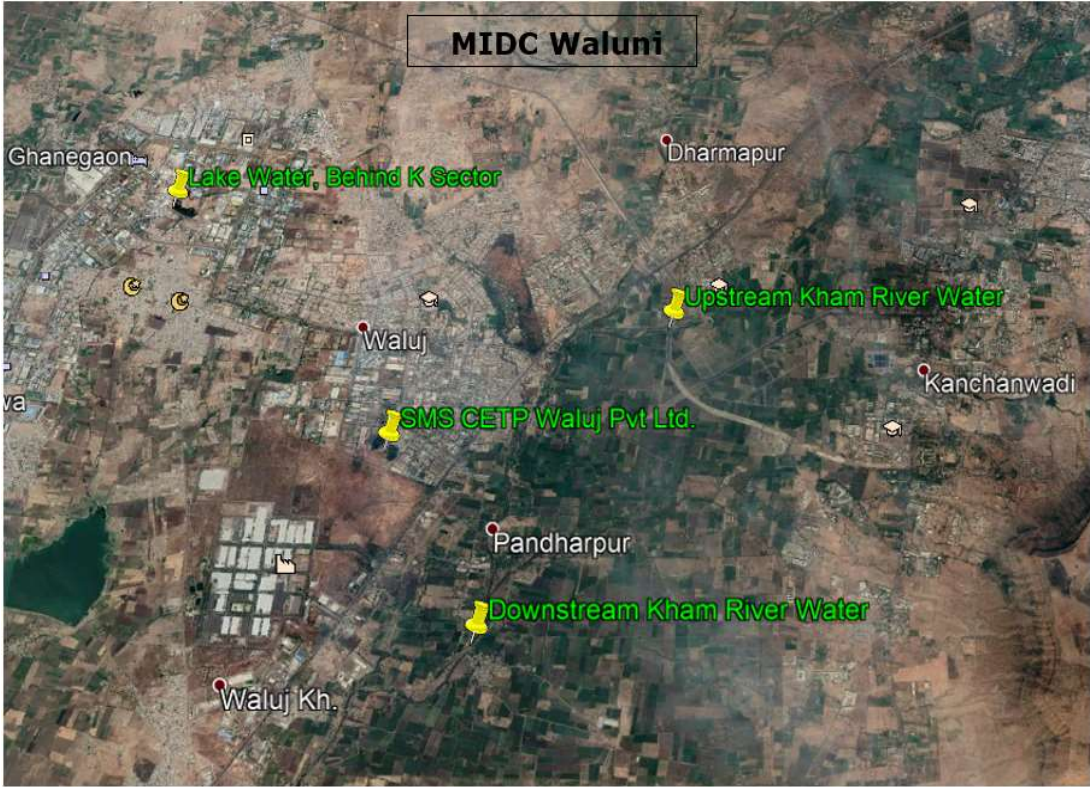 MIDC Waluni
Dharmapur
Ghanegaon
Lake Water, Behind K Sector
Upstream Kham River Water
Waluj
Kanchanwadi
wa
SMS CETP Waluj Pvt Ltd.
Pandharpur
Downstream Kham River Water
Waluj Kh.